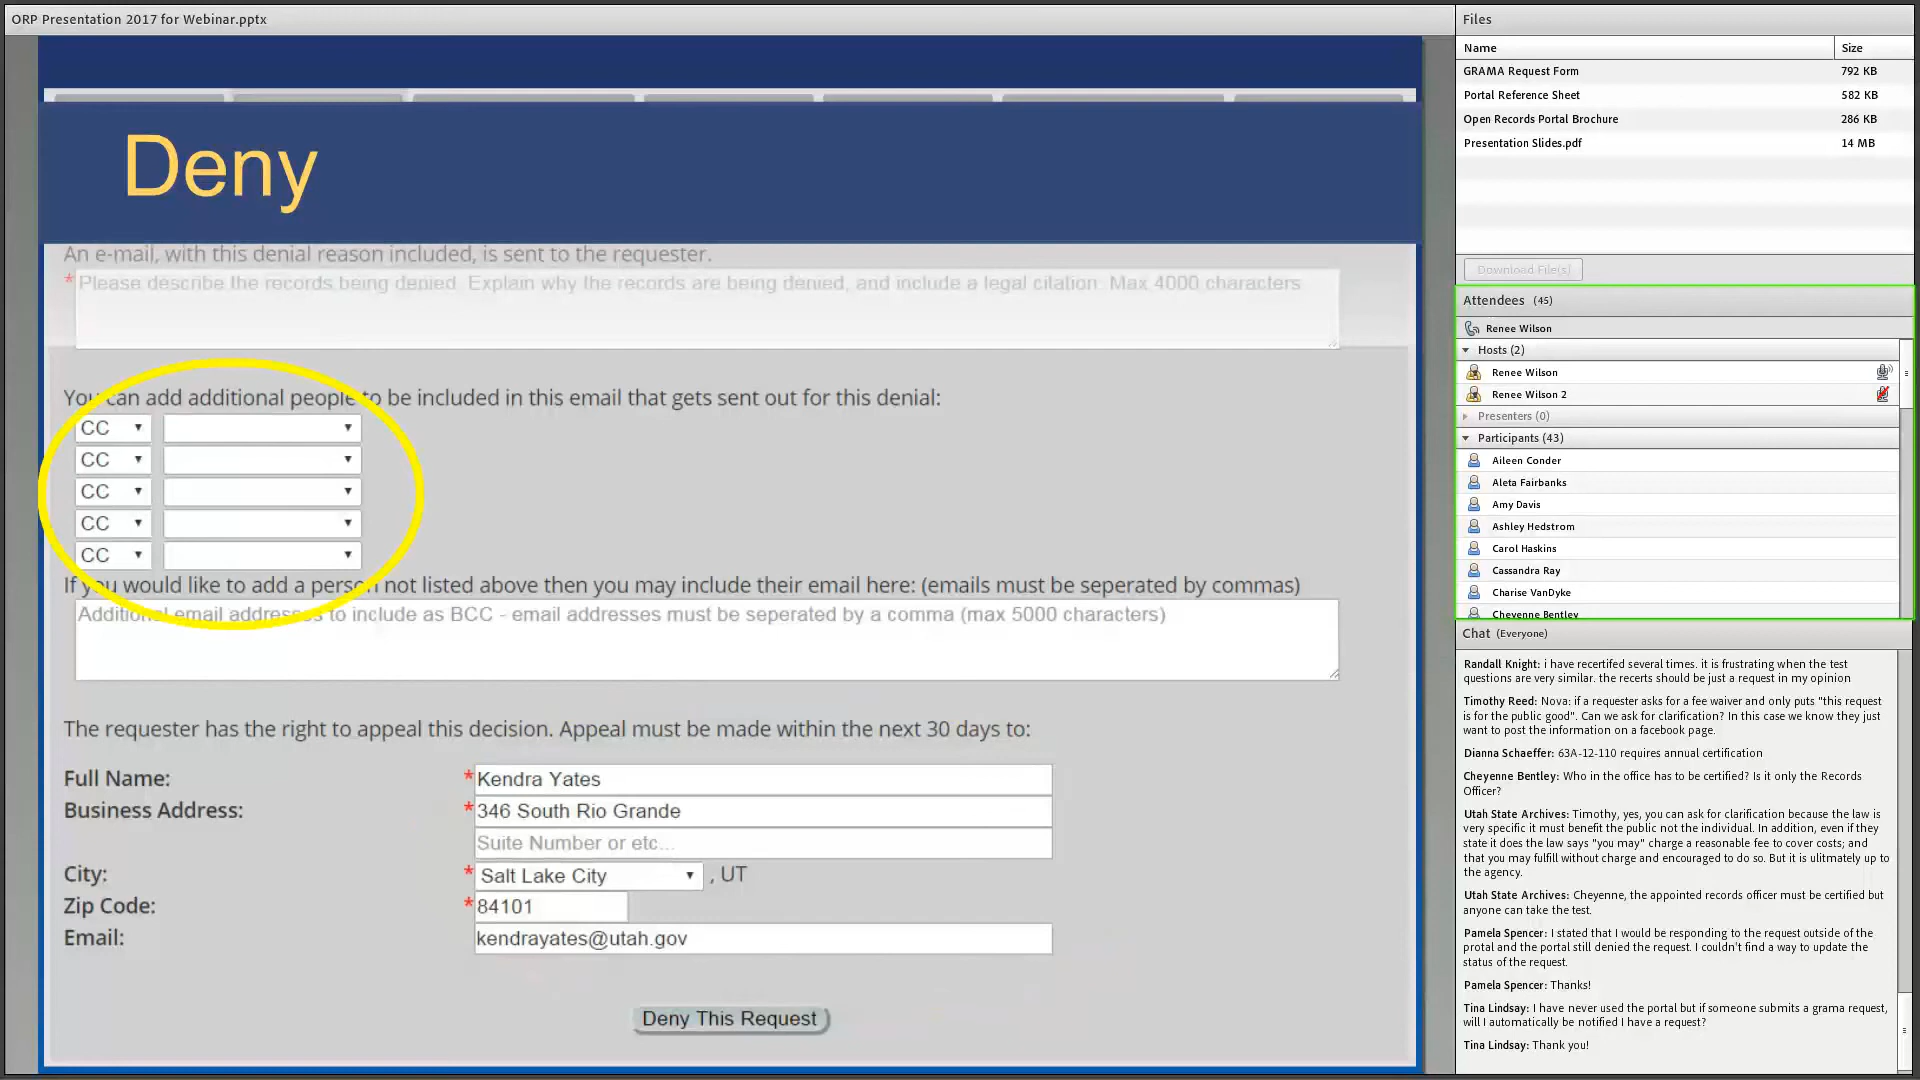 ORP Presentation 2017 for Webinar.pptx
Deny
An e-mail, with this denial reason included, is sent to the requester.
* Please describe the records being denied. Explain why the records are being denied, and include a legal citation. Max 4000 characters
You can add additional people to be included in this email that gets sent out for this denial:
CC
CC
CC
CC
CC
If you would like to add a person not listed above then you may include their email here: (emails must be seperated by commas)
Additional email addresses to include as BCC - email addresses must be seperated by a comma (max 5000 characters)
The requester has the right to appeal this decision. Appeal must be made within the next 30 days to:
Full Name: * Kendra Yates
Business Address: * 346 South Rio Grande
Suite Number or etc...
City: * Salt Lake City , UT
Zip Code: * 84101
Email: kendrayates@utah.gov
Deny This Request
Files
Name Size
GRAMA Request Form 792 KB
Portal Reference Sheet 582 KB
Open Records Portal Brochure 286 KB
Presentation Slides.pdf 14 MB
Download File(s)
Attendees (45)
Renee Wilson
Hosts (2)
Renee Wilson
Renee Wilson 2
Presenters (0)
Participants (43)
Aileen Conder
Aleta Fairbanks
Amy Davis
Ashley Hedstrom
Carol Haskins
Cassandra Ray
Charise VanDyke
Cheyenne Bentley
Chat (Everyone)
Randall Knight: i have recertifed several times. it is frustrating when the test
questions are very similar. the recerts should be just a request in my opinion
Timothy Reed: Nova: if a requester asks for a fee waiver and only puts "this request
is for the public good". Can we ask for clarification? In this case we know they just
want to post the information on a facebook page.
Dianna Schaeffer: 63A-12-110 requires annual certification
Cheyenne Bentley: Who in the office has to be certified? Is it only the Records
Officer?
Utah State Archives: Timothy, yes, you can ask for clarification because the law is
very specific it must benefit the public not the individual. In addition, even if they
state it does the law says "you may" charge a reasonable fee to cover costs; and
that you may fulfill without charge and encouraged to do so. But it is ulitmately up to
the agency.
Utah State Archives: Cheyenne, the appointed records officer must be certified but
anyone can take the test.
Pamela Spencer: I stated that I would be responding to the request outside of the
protal and the portal still denied the request. I couldn't find a way to update the
status of the request.
Pamela Spencer: Thanks!
Tina Lindsay: I have never used the portal but if someone submits a grama request,
will I automatically be notified I have a request?
Tina Lindsay: Thank you!